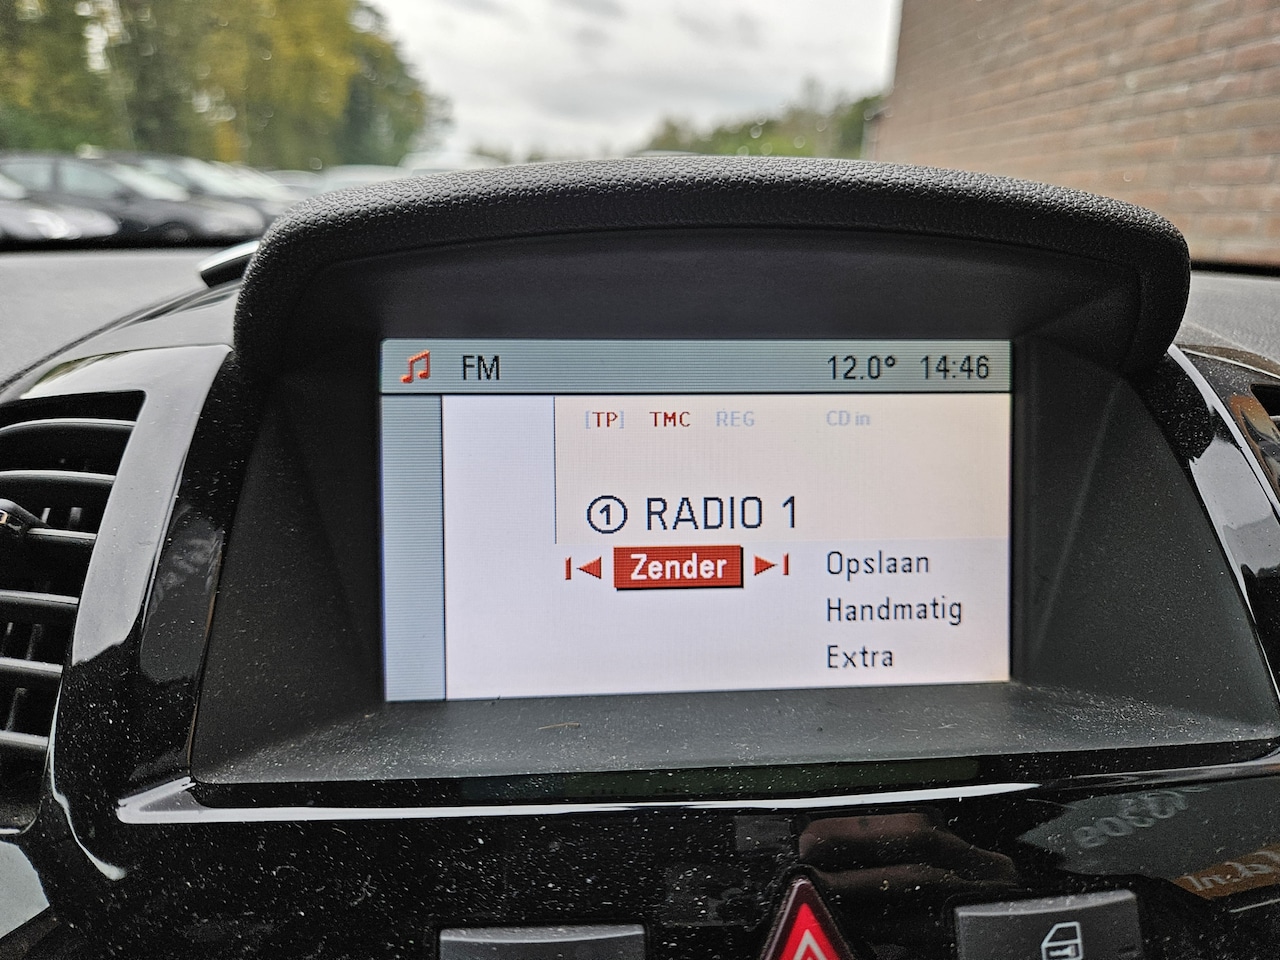 FM 12.0° 14:46
[TP] TMC REG CD in
① RADIO 1
Zender
Opslaan
Handmatig
Extra